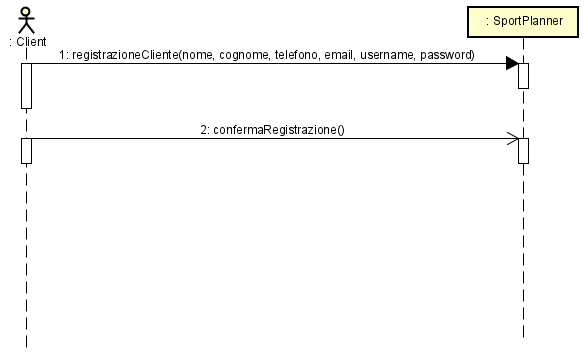 : Client
: SportPlanner
1: registrazioneCliente(nome, cognome, telefono, email, username, password)
2: confermaRegistrazione()